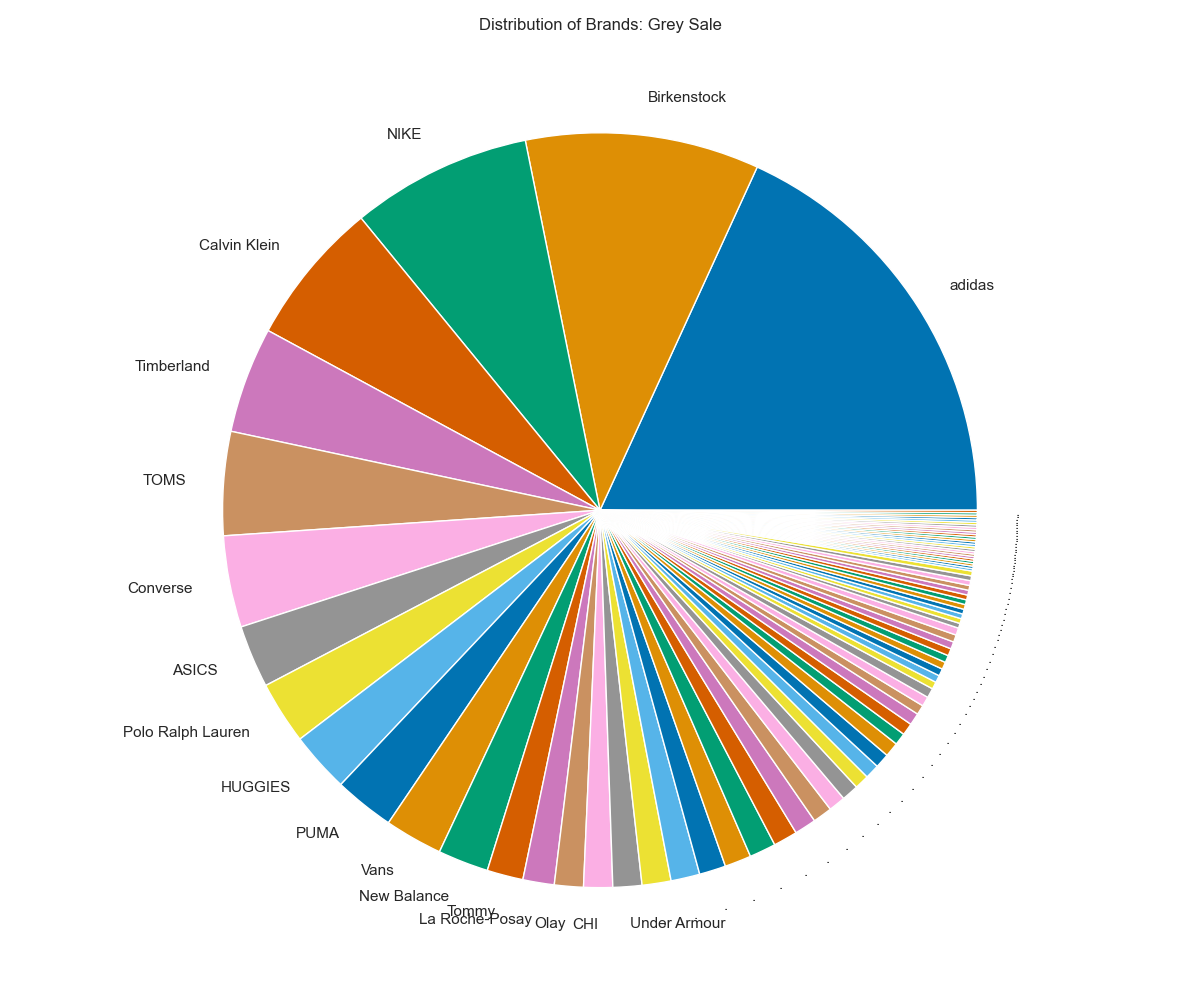 Distribution of Brands: Grey Sale
Birkenstock
NIKE
adidas
Calvin Klein
Timberland
TOMS
Converse
ASICS
Polo Ralph Lauren
HUGGIES
PUMA
Vans
New Balance
Tommy
La Roche-Posay
Olay
CHI
Under Armour